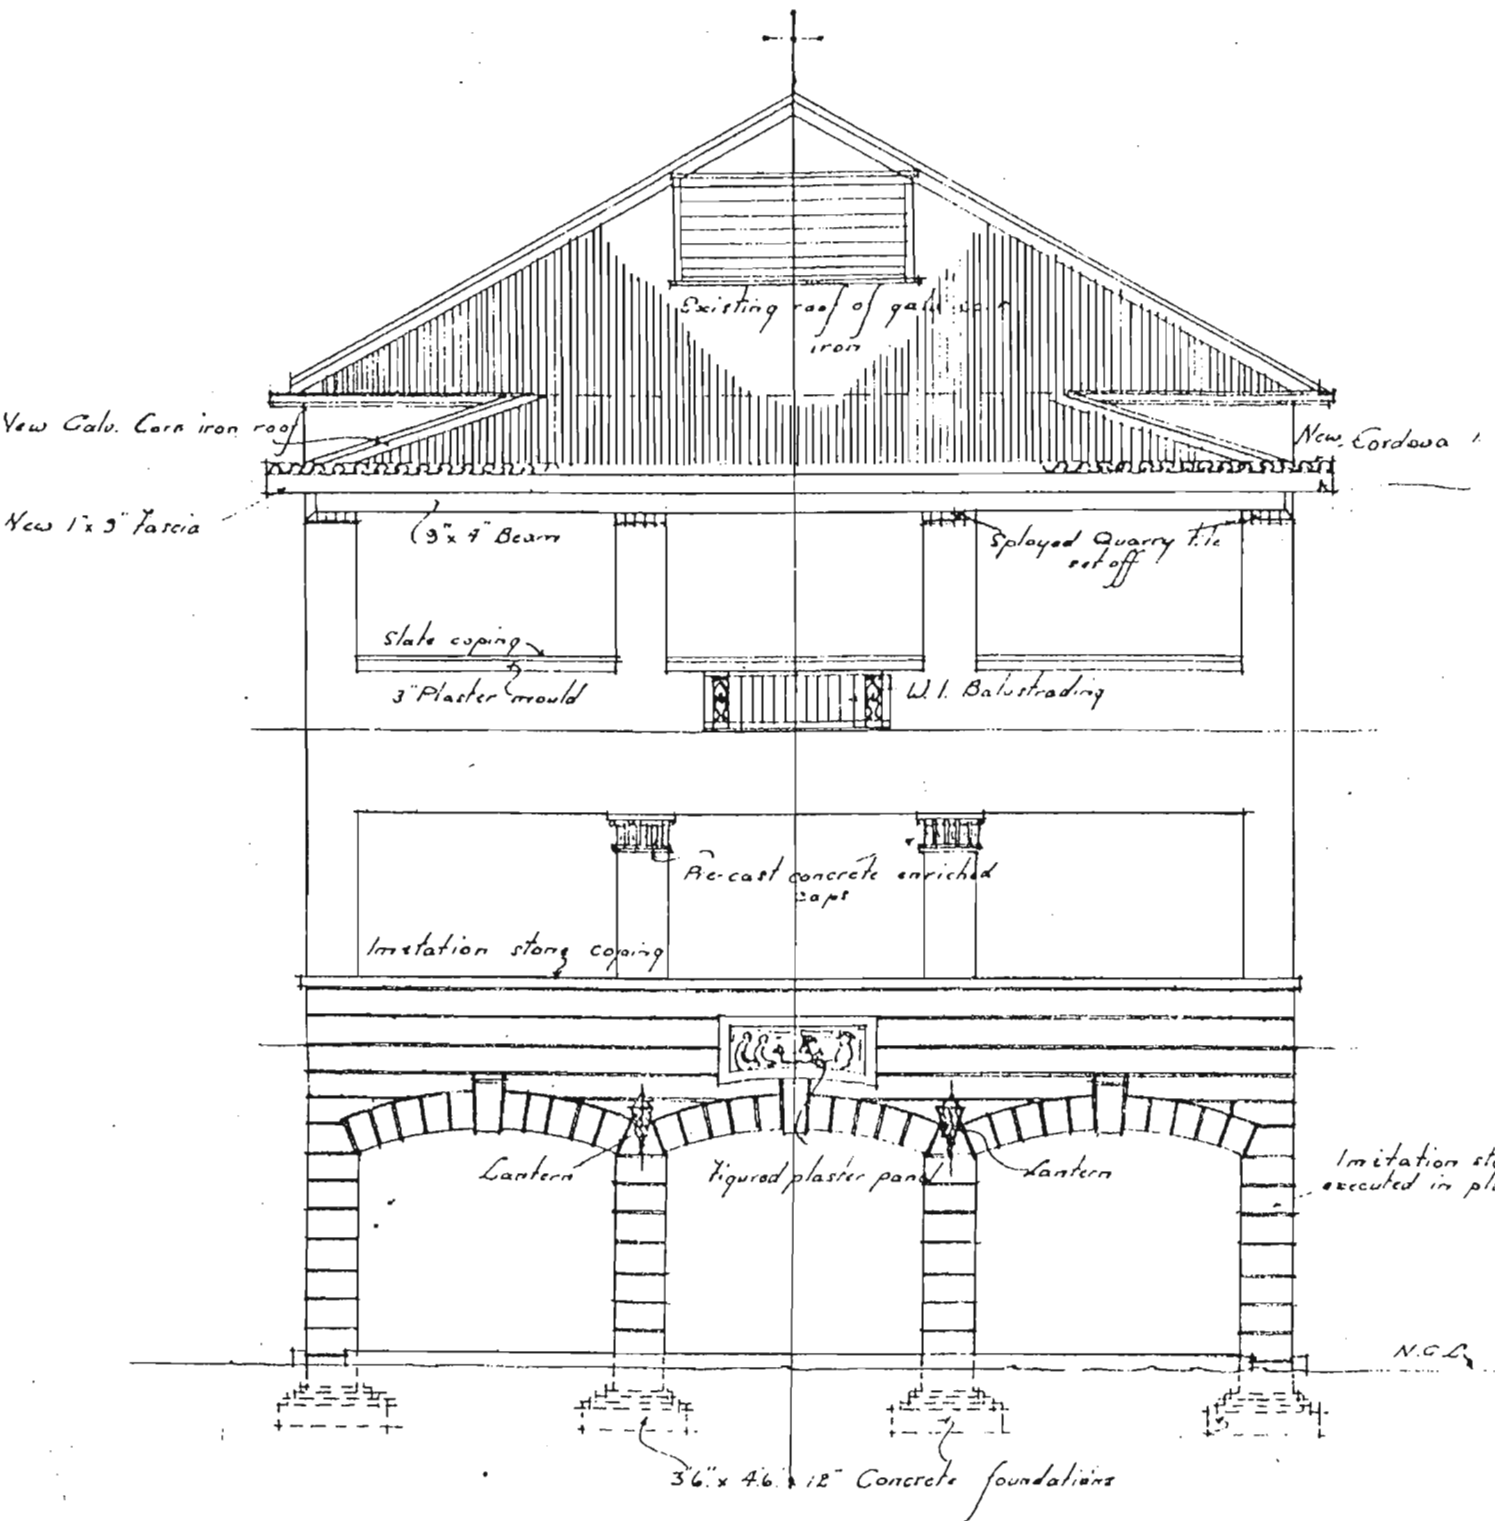 Existing roof of galv. corr
iron
New Galv. Corr iron roof
New. Cordova
New 1" x 9" Fascia
9" x 4" Beam
Splayed Quarry tile
set off
Slate coping
3" Plaster mould
W. I. Balustrading
Pre-cast concrete enriched
caps
Imitation stone coping
Lantern
Figured plaster panel
Lantern
Imitation sto
executed in pla
N.G.L.
3'6" x 4'6" x 12" Concrete foundations